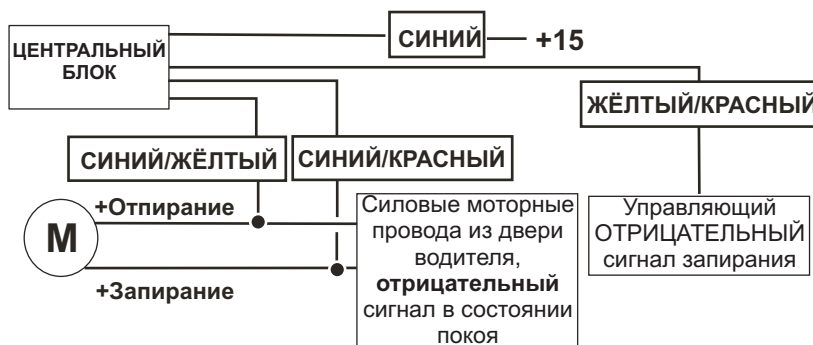 СИНИЙ
+15
ЦЕНТРАЛЬНЫЙ
БЛОК
ЖЁЛТЫЙ/КРАСНЫЙ
СИНИЙ/ЖЁЛТЫЙ
СИНИЙ/КРАСНЫЙ
+Отпирание
М
+Запирание
Силовые моторные
провода из двери
водителя,
отрицательный
сигнал в состоянии
покоя
Управляющий
ОТРИЦАТЕЛЬНЫЙ
сигнал запирания